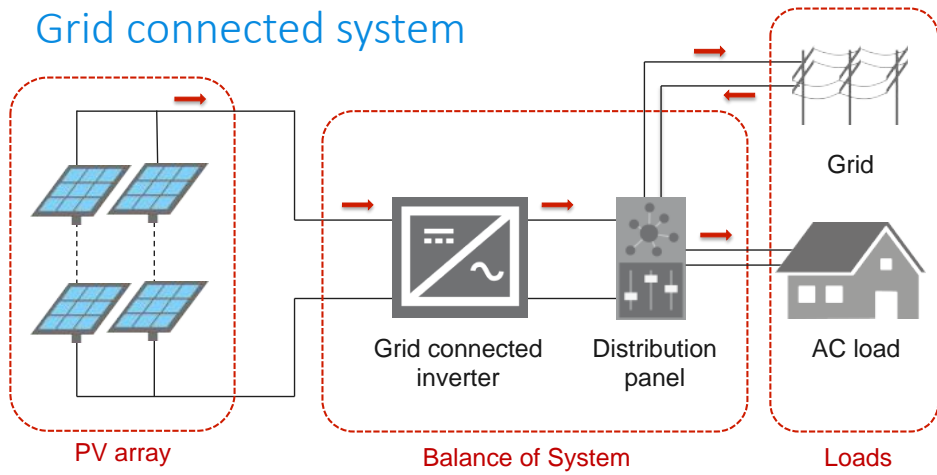 Grid connected system
Grid
Grid connected
inverter
Distribution
panel
AC load
PV array
Balance of System
Loads